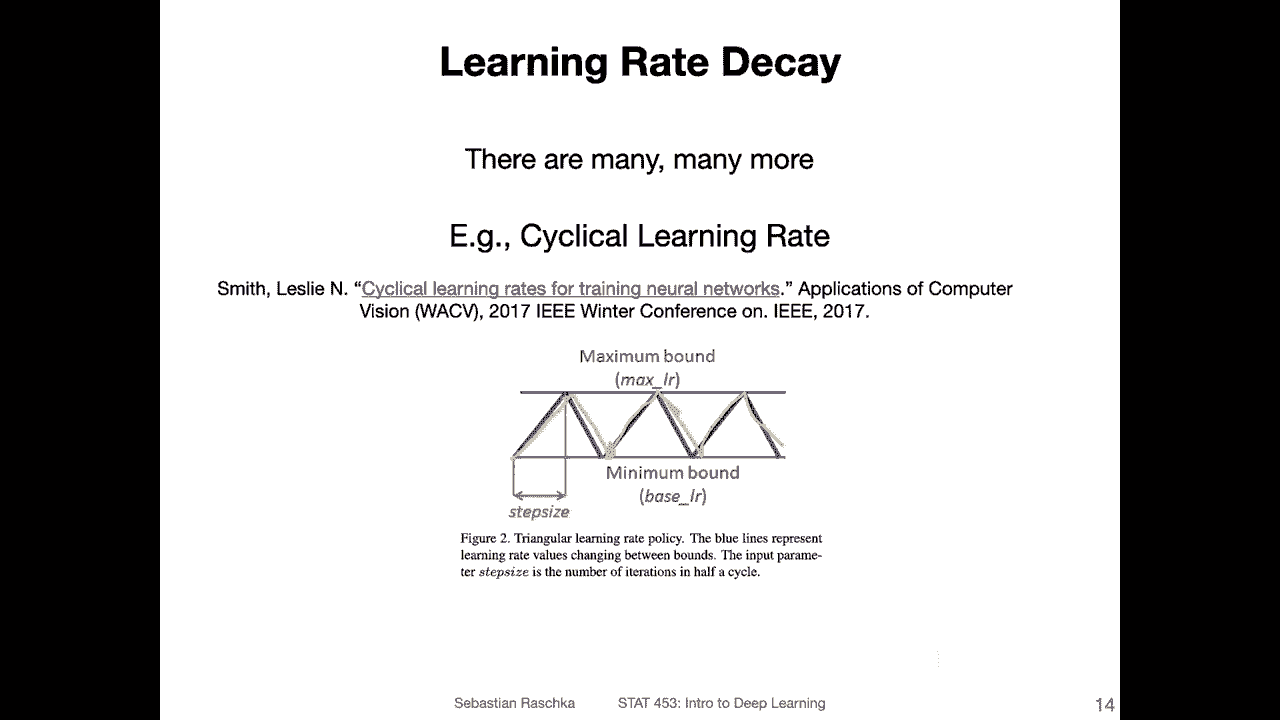 Learning Rate Decay
There are many, many more
E.g., Cyclical Learning Rate
Smith, Leslie N. “Cyclical learning rates for training neural networks.” Applications of Computer
Vision (WACV), 2017 IEEE Winter Conference on. IEEE, 2017.
Maximum bound
(max_lr)
Minimum bound
(base_lr)
stepsize
Figure 2. Triangular learning rate policy. The blue lines represent
learning rate values changing between bounds. The input parame-
ter stepsize is the number of iterations in half a cycle.
Sebastian Raschka STAT 453: Intro to Deep Learning 14